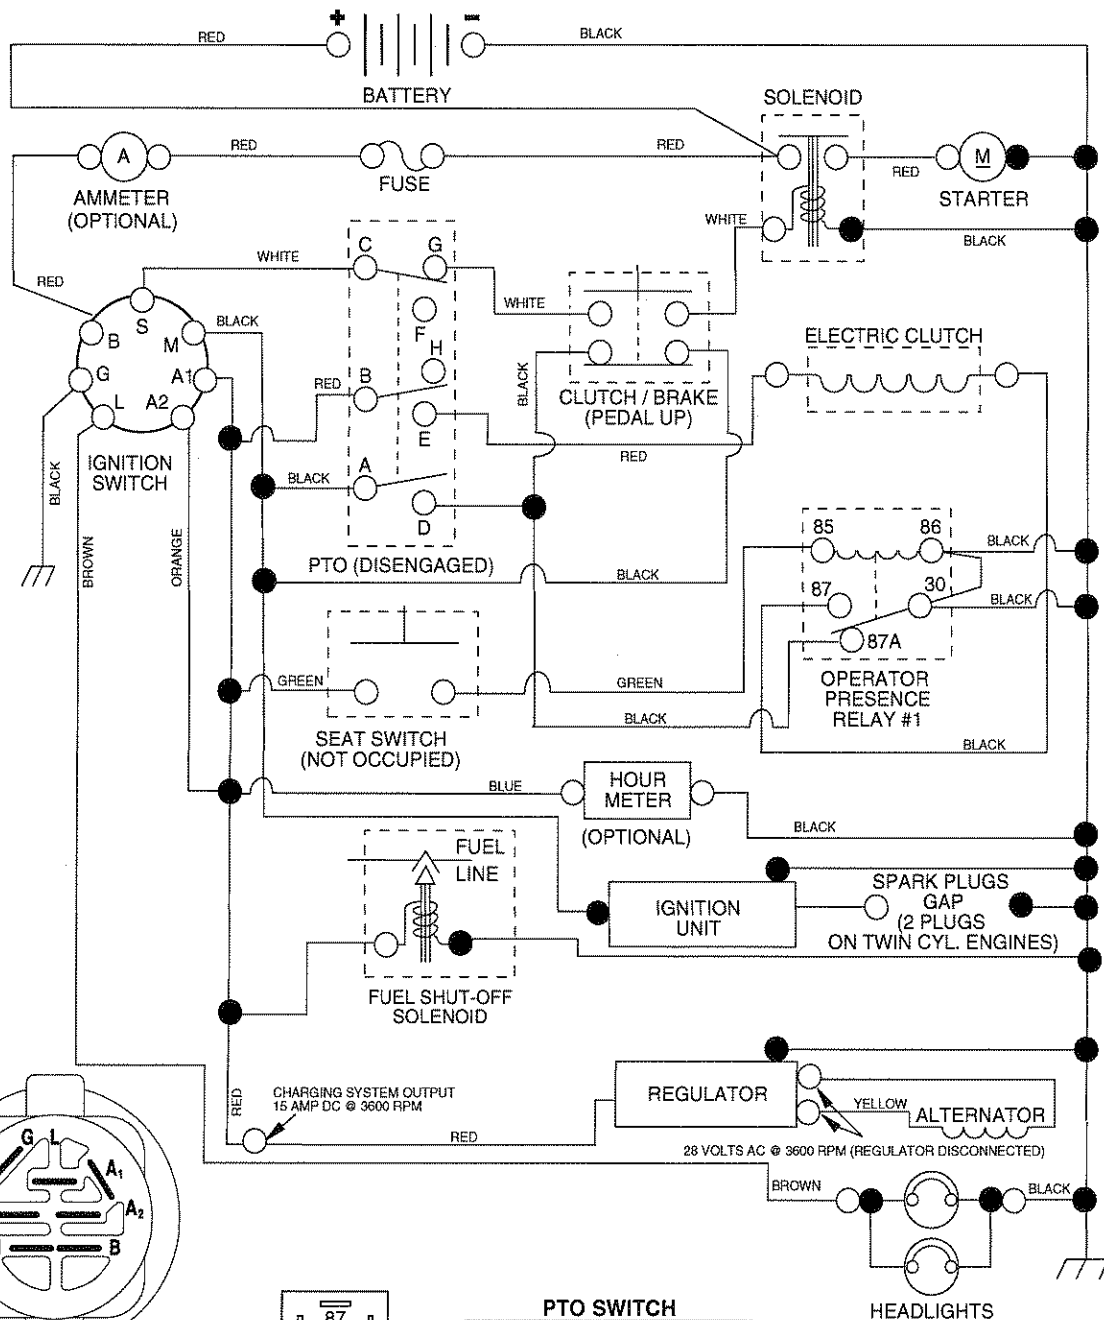 + -
RED
BLACK
BATTERY
SOLENOID
A
RED
RED
RED
M
FUSE
AMMETER
(OPTIONAL)
STARTER
WHITE
BLACK
C G
WHITE
RED
WHITE
S
B
M
BLACK
F
H
ELECTRIC CLUTCH
G
A1
RED
B
BLACK
L
A2
E
CLUTCH / BRAKE
(PEDAL UP)
IGNITION
SWITCH
RED
BLACK
A
BLACK
D
85 86
BLACK
BROWN
ORANGE
PTO (DISENGAGED)
BLACK
87
30
BLACK
87A
GREEN
GREEN
OPERATOR
PRESENCE
RELAY #1
BLACK
SEAT SWITCH
(NOT OCCUPIED)
BLACK
BLUE
HOUR
METER
(OPTIONAL)
BLACK
FUEL
LINE
IGNITION
UNIT
SPARK PLUGS
GAP
(2 PLUGS
ON TWIN CYL. ENGINES)
FUEL SHUT-OFF
SOLENOID
RED
CHARGING SYSTEM OUTPUT
15 AMP DC @ 3600 RPM
REGULATOR
YELLOW
ALTERNATOR
RED
28 VOLTS AC @ 3600 RPM (REGULATOR DISCONNECTED)
G L
A1
A2
B
BROWN
BLACK
HEADLIGHTS
87
PTO SWITCH